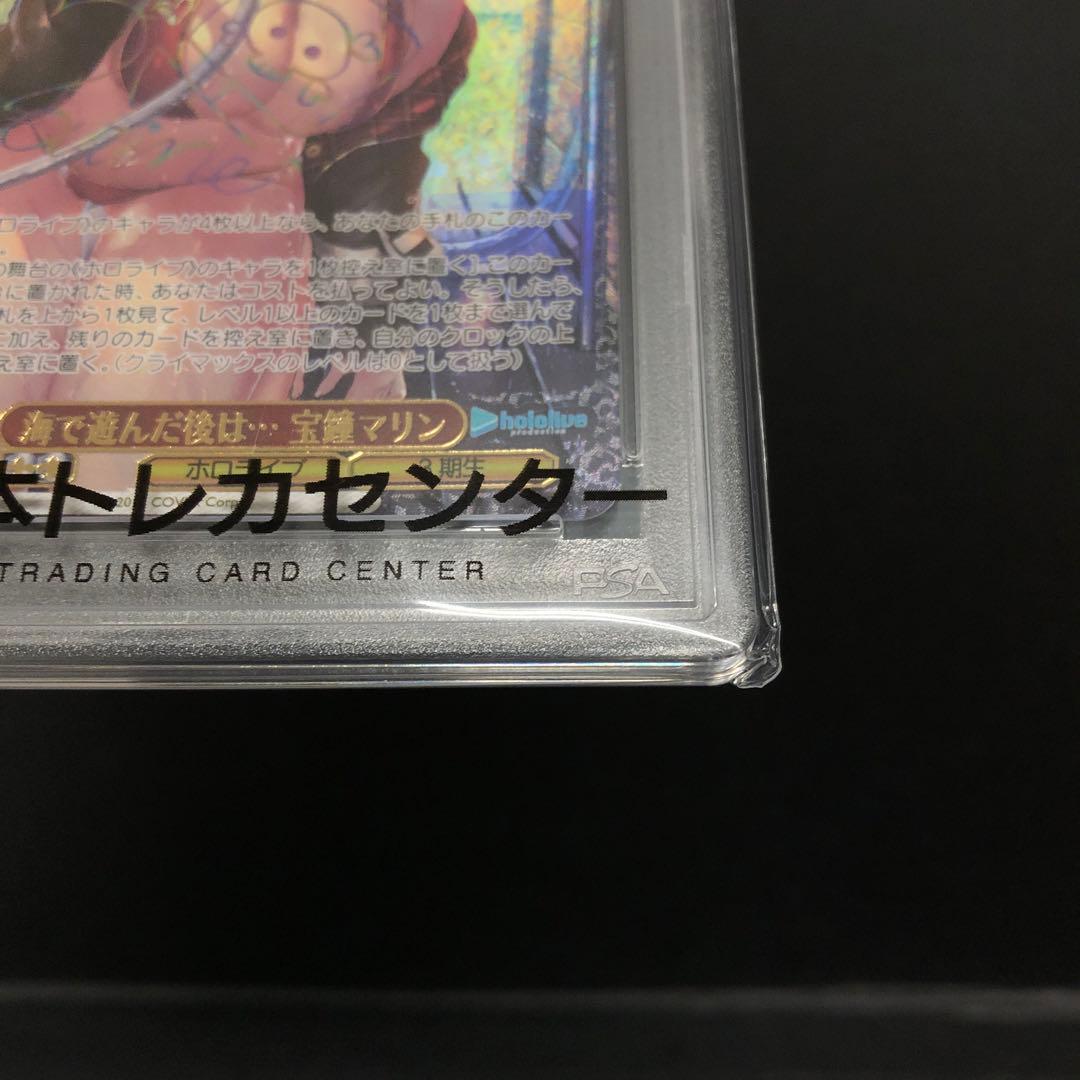 ロライブ》のキャラが4枚以上なら、あなたの手札のこのカー
舞台の《ホロライブ》のキャラを1枚控え室に置く］このカー
に置かれた時、あなたはコストを払ってよい。そうしたら、
札を上から1枚見て、レベル1以上のカードを1枚まで選んで
に加え、残りのカードを控え室に置き、自分のクロックの上
え室に置く。(クライマックスのレベルは0として扱う)
海で遊んだ後は… 宝鐘マリン
hololive
production
ホロライブ
3期生
本トレカセンター
TRADING CARD CENTER
PSA